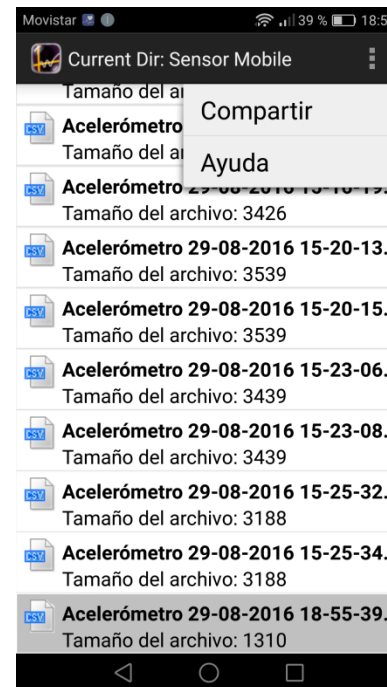 Movistar 39 % 18:5
Current Dir: Sensor Mobile
Tamaño del a
Compartir
Acelerómetro
Tamaño del a
Ayuda
Acelerómetro
Tamaño del archivo: 3426
Acelerómetro 29-08-2016 15-20-13.
Tamaño del archivo: 3539
Acelerómetro 29-08-2016 15-20-15.
Tamaño del archivo: 3539
Acelerómetro 29-08-2016 15-23-06.
Tamaño del archivo: 3439
Acelerómetro 29-08-2016 15-23-08.
Tamaño del archivo: 3439
Acelerómetro 29-08-2016 15-25-32.
Tamaño del archivo: 3188
Acelerómetro 29-08-2016 15-25-34.
Tamaño del archivo: 3188
Acelerómetro 29-08-2016 18-55-39.
Tamaño del archivo: 1310